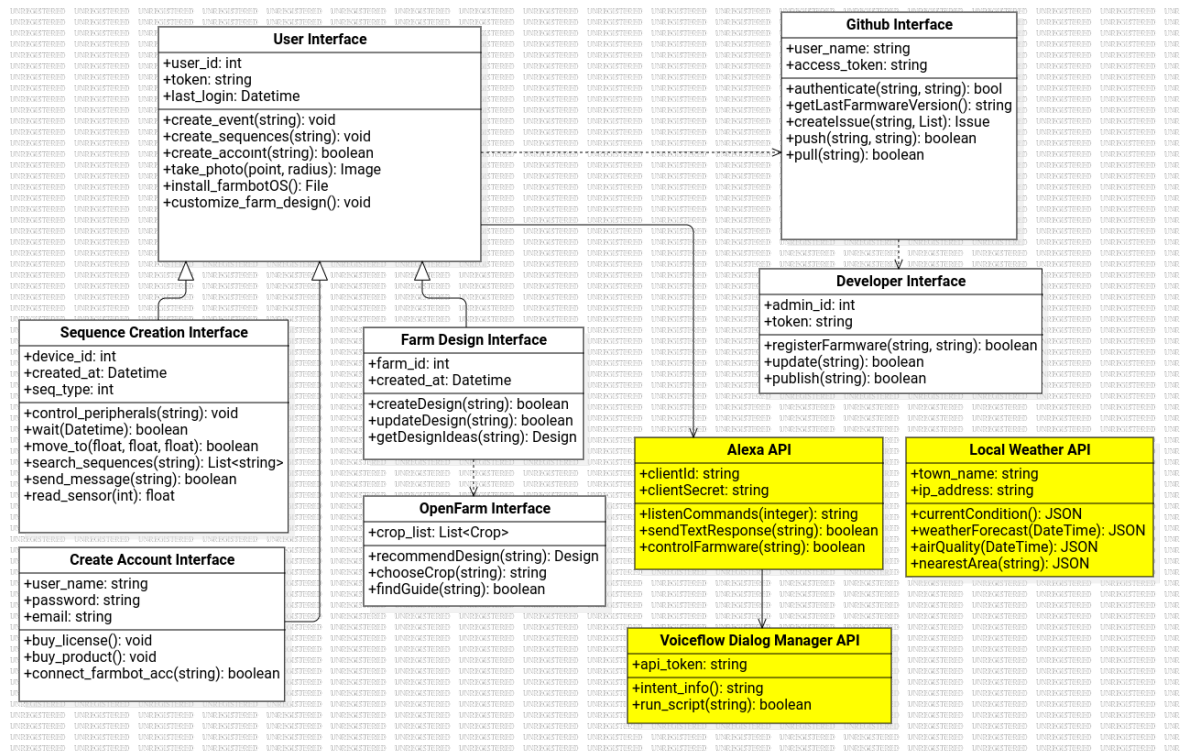 User Interface
+user_id: int
+token: string
+last_login: Datetime
+create_event(string): void
+create_sequences(string): void
+create_accoınt(string): boolean
+take_photo(point, radius): Image
+install_farmbotOS(): File
+customize_farm_design(): void
Github Interface
+user_name: string
+access_token: string
+authenticate(string, string): bool
+getLastFarmwareVersion(): string
+createIssue(string, List): Issue
+push(string, string): boolean
+pull(string): boolean
Developer Interface
+admin_id: int
+token: string
+registerFarmware(string, string): boolean
+update(string): boolean
+publish(string): boolean
Sequence Creation Interface
+device_id: int
+created_at: Datetime
+seq_type: int
+control_peripherals(string): void
+wait(Datetime): boolean
+move_to(float, float, float): boolean
+search_sequences(string): List<string>
+send_message(string): boolean
+read_sensor(int): float
Farm Design Interface
+farm_id: int
+created_at: Datetime
+createDesign(string): boolean
+updateDesign(string): boolean
+getDesignIdeas(string): Design
Alexa API
+clientId: string
+clientSecret: string
+listenCommands(integer): string
+sendTextResponse(string): boolean
+controlFarmware(string): boolean
Local Weather API
+town_name: string
+ip_address: string
+currentCondition(): JSON
+weatherForecast(DateTime): JSON
+airQuality(DateTime): JSON
+nearestArea(string): JSON
OpenFarm Interface
+crop_list: List<Crop>
+recommendDesign(string): Design
+chooseCrop(string): string
+findGuide(string): boolean
Create Account Interface
+user_name: string
+password: string
+email: string
+buy_license(): void
+buy_product(): void
+connect_farmbot_acc(string): boolean
Voiceflow Dialog Manager API
+api_token: string
+intent_info(): string
+run_script(string): boolean
UNREGISTERED